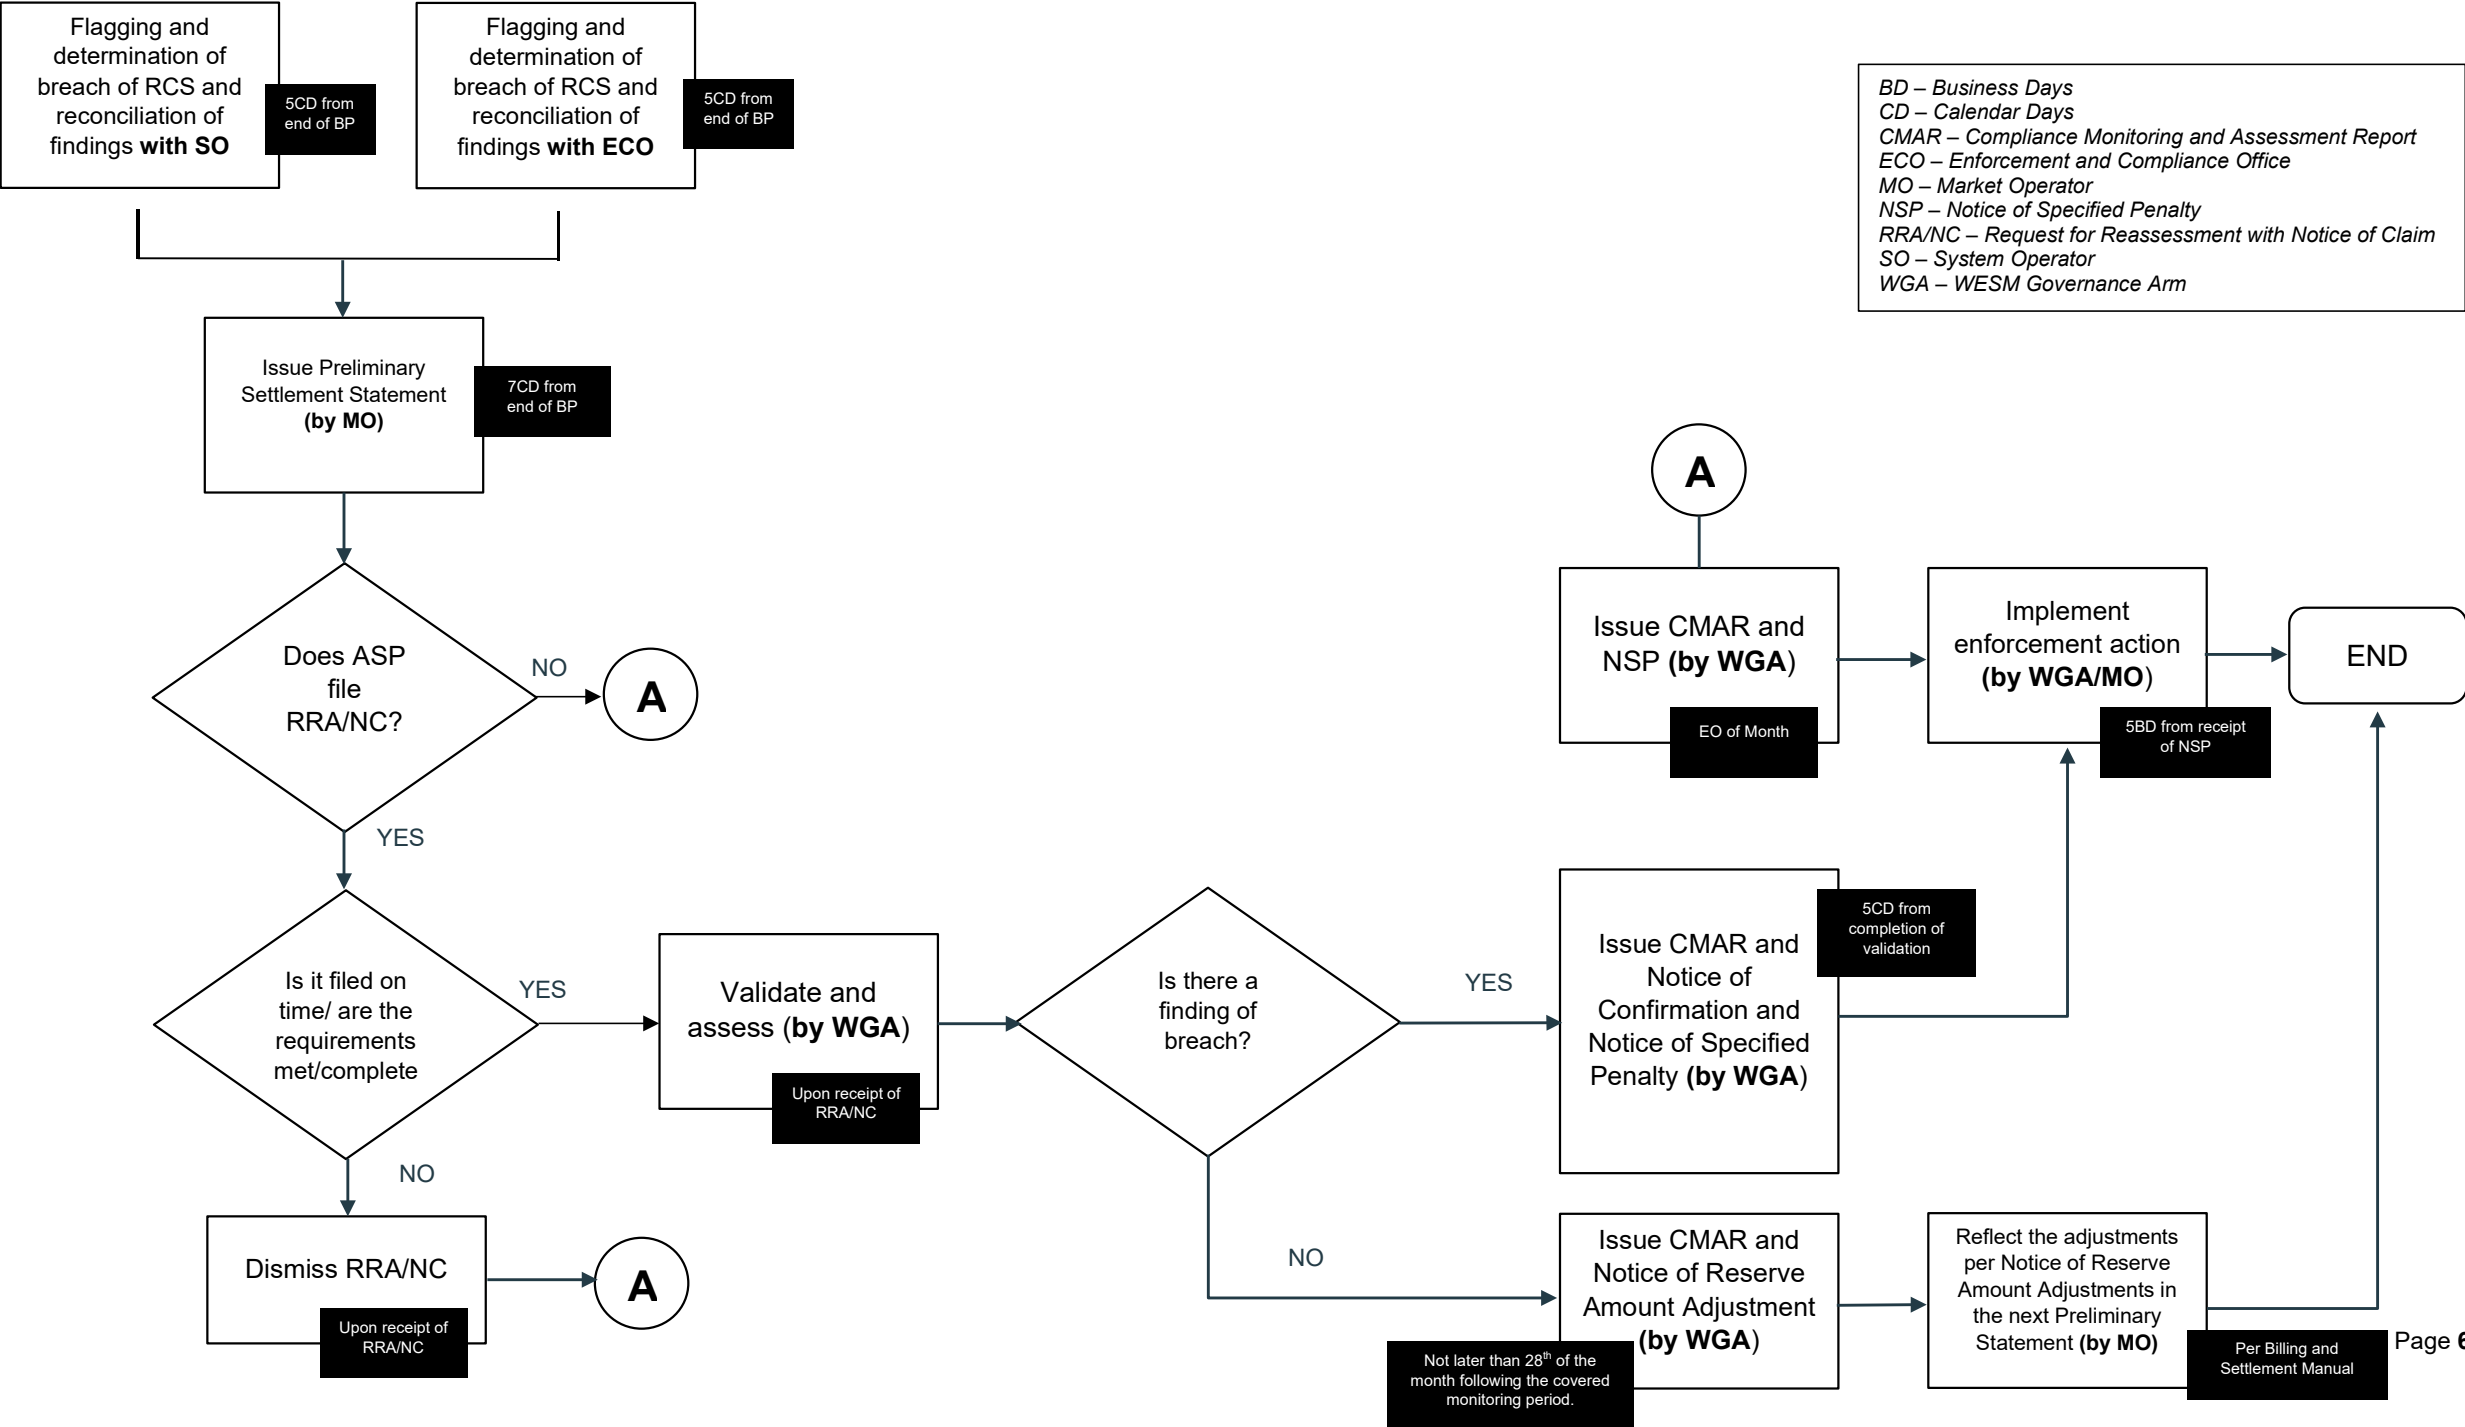 Flagging and
determination of
breach of RCS and
reconciliation of
findings with SO
5CD from
end of BP
Flagging and
determination of
breach of RCS and
reconciliation of
findings with ECO
5CD from
end of BP
BD – Business Days
CD – Calendar Days
CMAR – Compliance Monitoring and Assessment Report
ECO – Enforcement and Compliance Office
MO – Market Operator
NSP – Notice of Specified Penalty
RRA/NC – Request for Reassessment with Notice of Claim
SO – System Operator
WGA – WESM Governance Arm
Issue Preliminary
Settlement Statement
(by MO)
7CD from
end of BP
Does ASP
file
RRA/NC?
NO
A
YES
A
Issue CMAR and
NSP (by WGA)
EO of Month
Implement
enforcement action
(by WGA/MO)
5BD from receipt
of NSP
END
Is it filed on
time/ are the
requirements
met/complete
YES
Validate and
assess (by WGA)
Upon receipt of
RRA/NC
Is there a
finding of
breach?
YES
Issue CMAR and
Notice of
Confirmation and
Notice of Specified
Penalty (by WGA)
5CD from
completion of
validation
NO
Dismiss RRA/NC
Upon receipt of
RRA/NC
A
NO
Issue CMAR and
Notice of Reserve
Amount Adjustment
(by WGA)
Not later than 28th of the
month following the covered
monitoring period.
Reflect the adjustments
per Notice of Reserve
Amount Adjustments in
the next Preliminary
Statement (by MO)
Per Billing and
Settlement Manual
Page